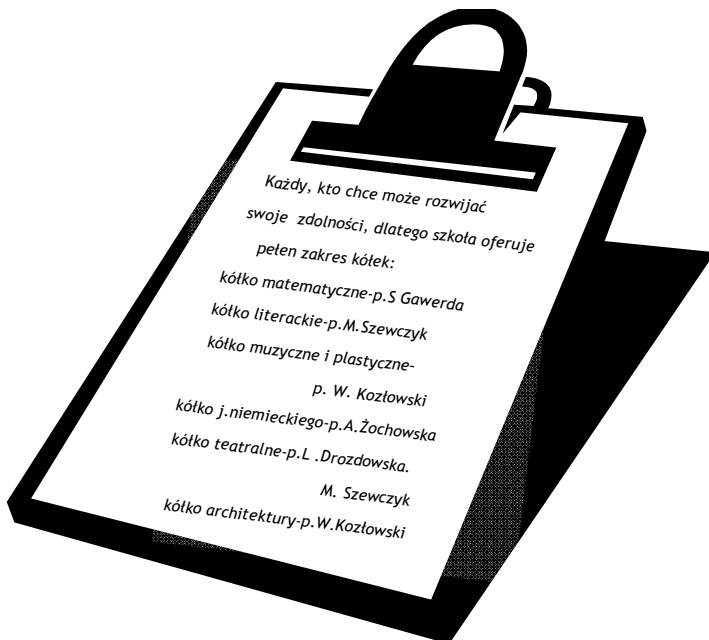 Każdy, kto chce może rozwijać
swoje  zdolności, dlatego szkoła oferuje
pełen zakres kółek:
kółko matematyczne-p.S Gawerda
kółko literackie-p.M.Szewczyk
kółko muzyczne i plastyczne-
p. W. Kozłowski
kółko j.niemieckiego-p.A.Żochowska
kółko teatralne-p.L .Drozdowska.
M. Szewczyk
kółko architektury-p.W.Kozłowski